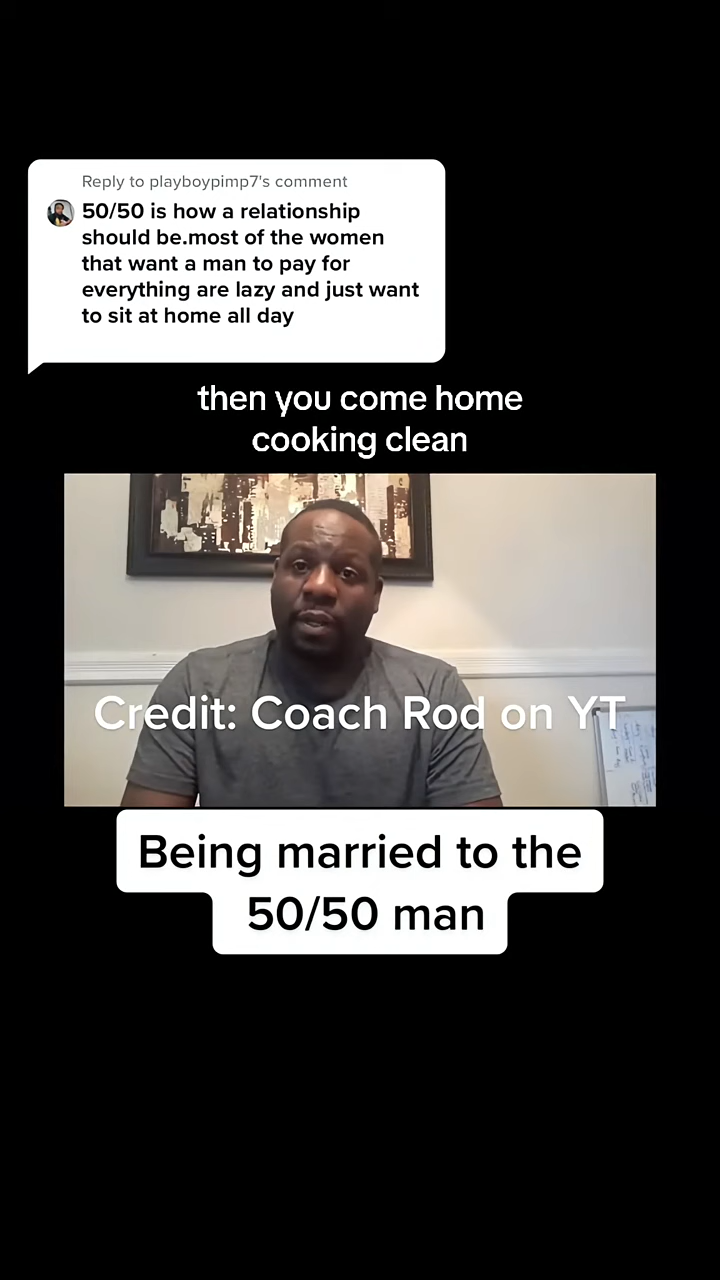 Reply to playboypimp7's comment
50/50 is how a relationship
should be.most of the women
that want a man to pay for
everything are lazy and just want
to sit at home all day
then you come home
cooking clean
Credit: Coach Rod on YT
Being married to the
50/50 man